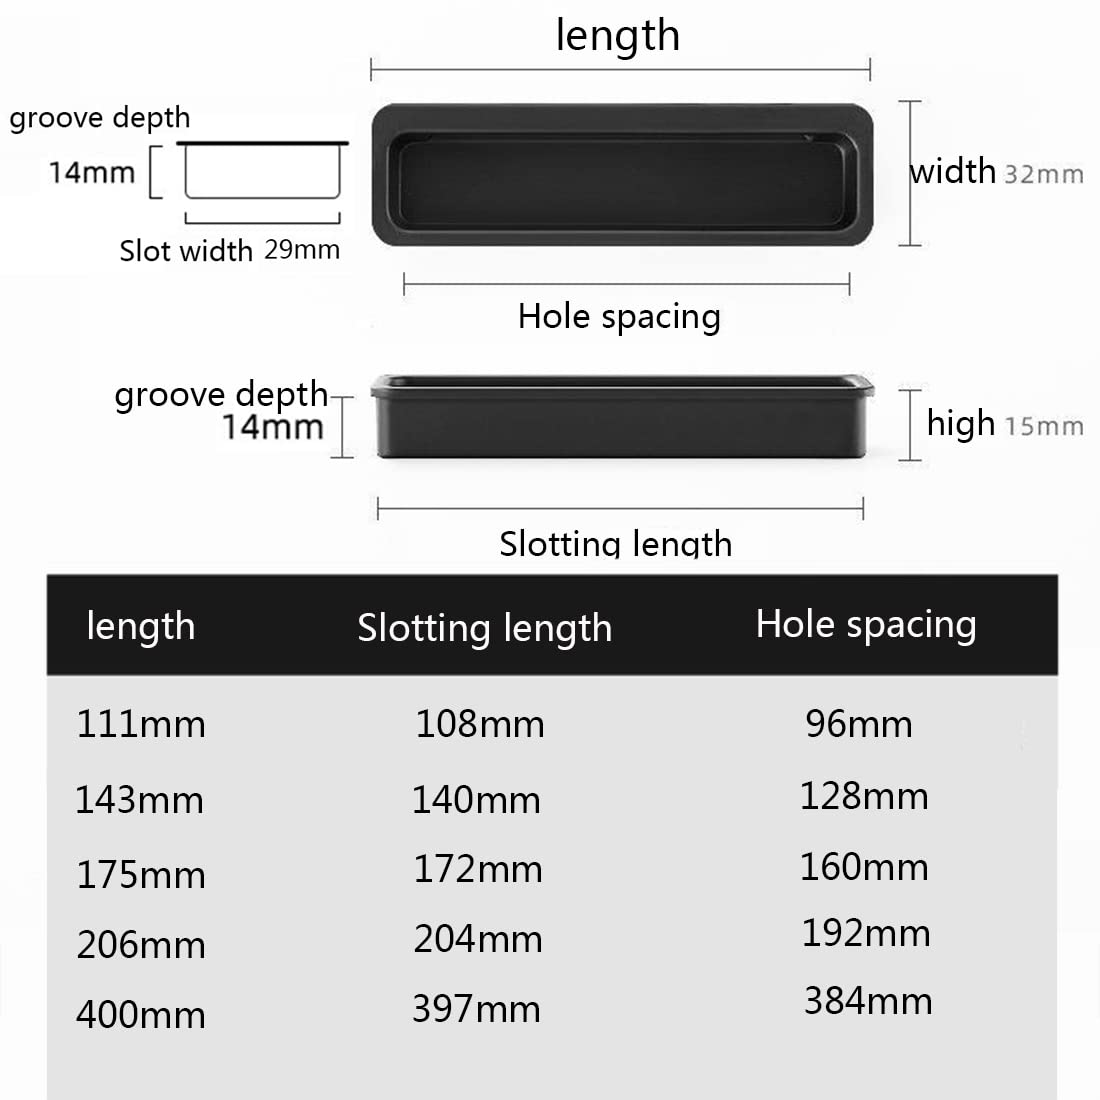 length
groove depth
14mm
width 32mm
Slot width 29mm
Hole spacing
groove depth
14mm
high 15mm
Slotting length
length Slotting length Hole spacing
111mm 108mm 96mm
143mm 140mm 128mm
175mm 172mm 160mm
206mm 204mm 192mm
400mm 397mm 384mm